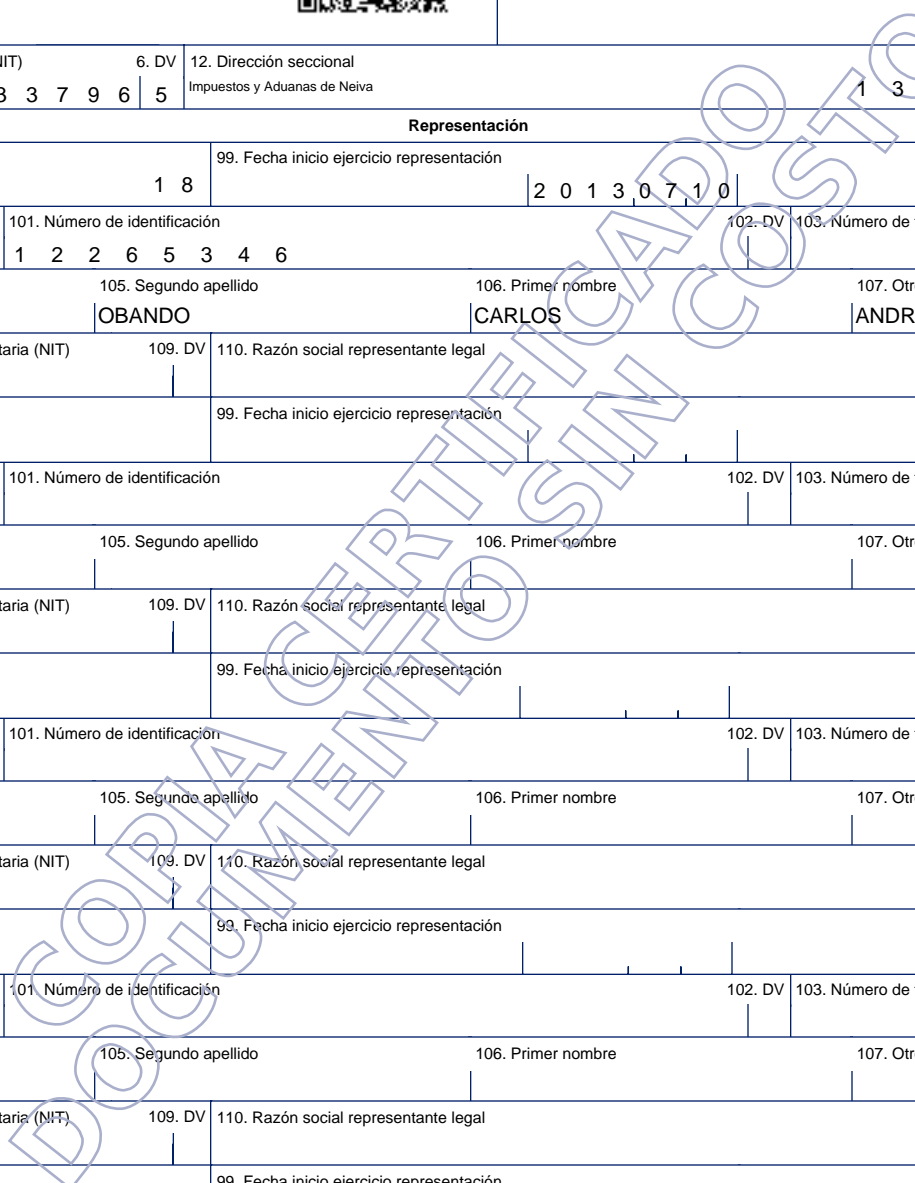 IIT) 6. DV 12. Dirección seccional
3 3 7 9 6 5 Impuestos y Aduanas de Neiva 1 3
Representación
99. Fecha inicio ejercicio representación
1 8 2 0 1 3 0 7 1 0
101. Número de identificación 102. DV 103. Número de
1 2 2 6 5 3 4 6
105. Segundo apellido 106. Primer nombre 107. Otr
OBANDO CARLOS ANDR
taria (NIT) 109. DV 110. Razón social representante legal
99. Fecha inicio ejercicio representación
101. Número de identificación 102. DV 103. Número de
105. Segundo apellido 106. Primer nombre 107. Otr
taria (NIT) 109. DV 110. Razón social representante legal
99. Fecha inicio ejercicio representación
101. Número de identificación 102. DV 103. Número de
105. Segundo apellido 106. Primer nombre 107. Otr
taria (NIT) 109. DV 110. Razón social representante legal
99. Fecha inicio ejercicio representación
101. Número de identificación 102. DV 103. Número de
105. Segundo apellido 106. Primer nombre 107. Otr
taria (NIT) 109. DV 110. Razón social representante legal
99. Fecha inicio ejercicio representación
COPIA CERTIFICADO
DOCUMENTO SIN COSTO